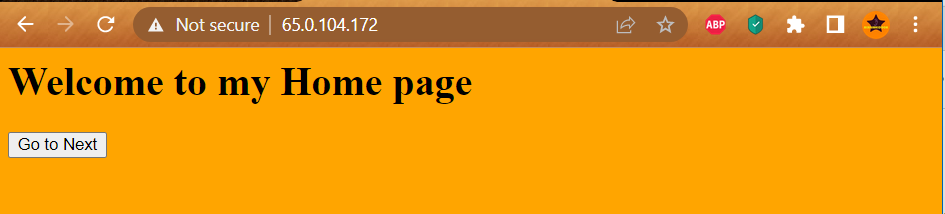 Not secure | 65.0.104.172
ABP
Welcome to my Home page
Go to Next